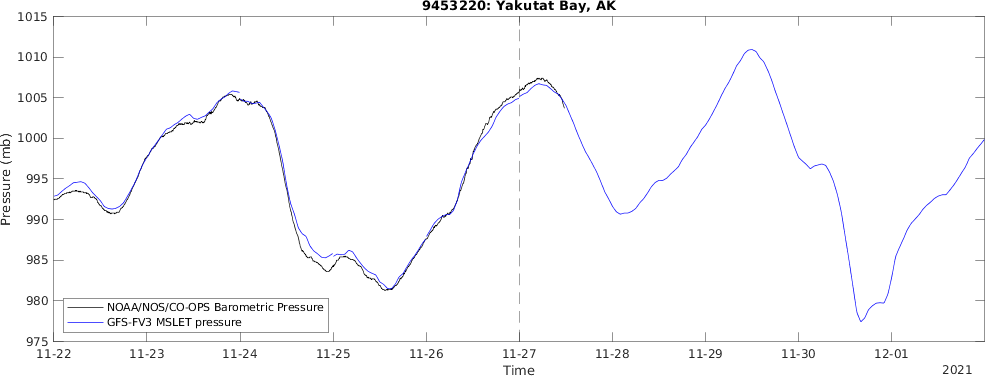 9453220: Yakutat Bay, AK
Pressure (mb)
1015
1010
1005
1000
995
990
985
980
975
NOAA/NOS/CO-OPS Barometric Pressure
GFS-FV3 MSLET pressure
11-22 11-23 11-24 11-25 11-26 11-27 11-28 11-29 11-30 12-01
Time
2021